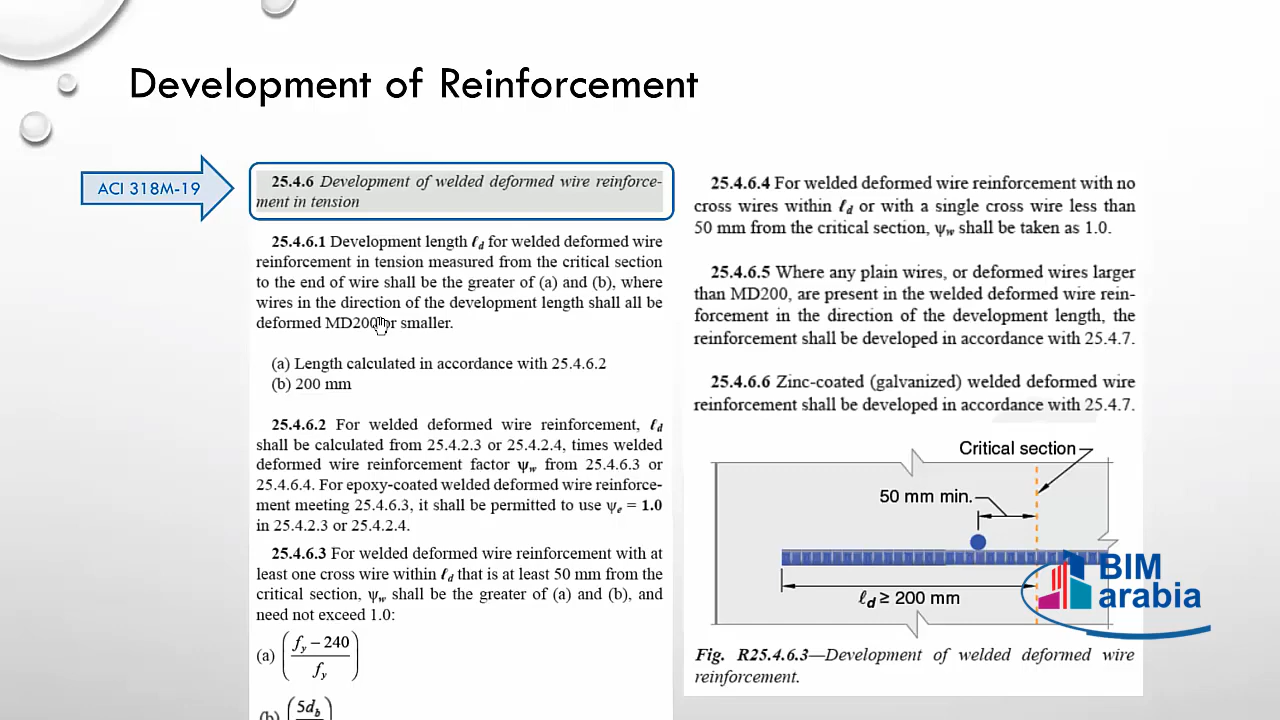 Development of Reinforcement
ACI 318M-19
25.4.6 Development of welded deformed wire reinforce-
ment in tension
25.4.6.1 Development length ℓd for welded deformed wire
reinforcement in tension measured from the critical section
to the end of wire shall be the greater of (a) and (b), where
wires in the direction of the development length shall all be
deformed MD200 or smaller.
(a) Length calculated in accordance with 25.4.6.2
(b) 200 mm
25.4.6.2 For welded deformed wire reinforcement, ℓd
shall be calculated from 25.4.2.3 or 25.4.2.4, times welded
deformed wire reinforcement factor ψw from 25.4.6.3 or
25.4.6.4. For epoxy-coated welded deformed wire reinforce-
ment meeting 25.4.6.3, it shall be permitted to use ψe = 1.0
in 25.4.2.3 or 25.4.2.4.
25.4.6.3 For welded deformed wire reinforcement with at
least one cross wire within ℓd that is at least 50 mm from the
critical section, ψw shall be the greater of (a) and (b), and
need not exceed 1.0:
(a) (fy – 240
fy)
(b) (5db
25.4.6.4 For welded deformed wire reinforcement with no
cross wires within ℓd or with a single cross wire less than
50 mm from the critical section, ψw shall be taken as 1.0.
25.4.6.5 Where any plain wires, or deformed wires larger
than MD200, are present in the welded deformed wire rein-
forcement in the direction of the development length, the
reinforcement shall be developed in accordance with 25.4.7.
25.4.6.6 Zinc-coated (galvanized) welded deformed wire
reinforcement shall be developed in accordance with 25.4.7.
Critical section
50 mm min.
ℓd ≥ 200 mm
BIM
arabia
Fig. R25.4.6.3—Development of welded deformed wire
reinforcement.